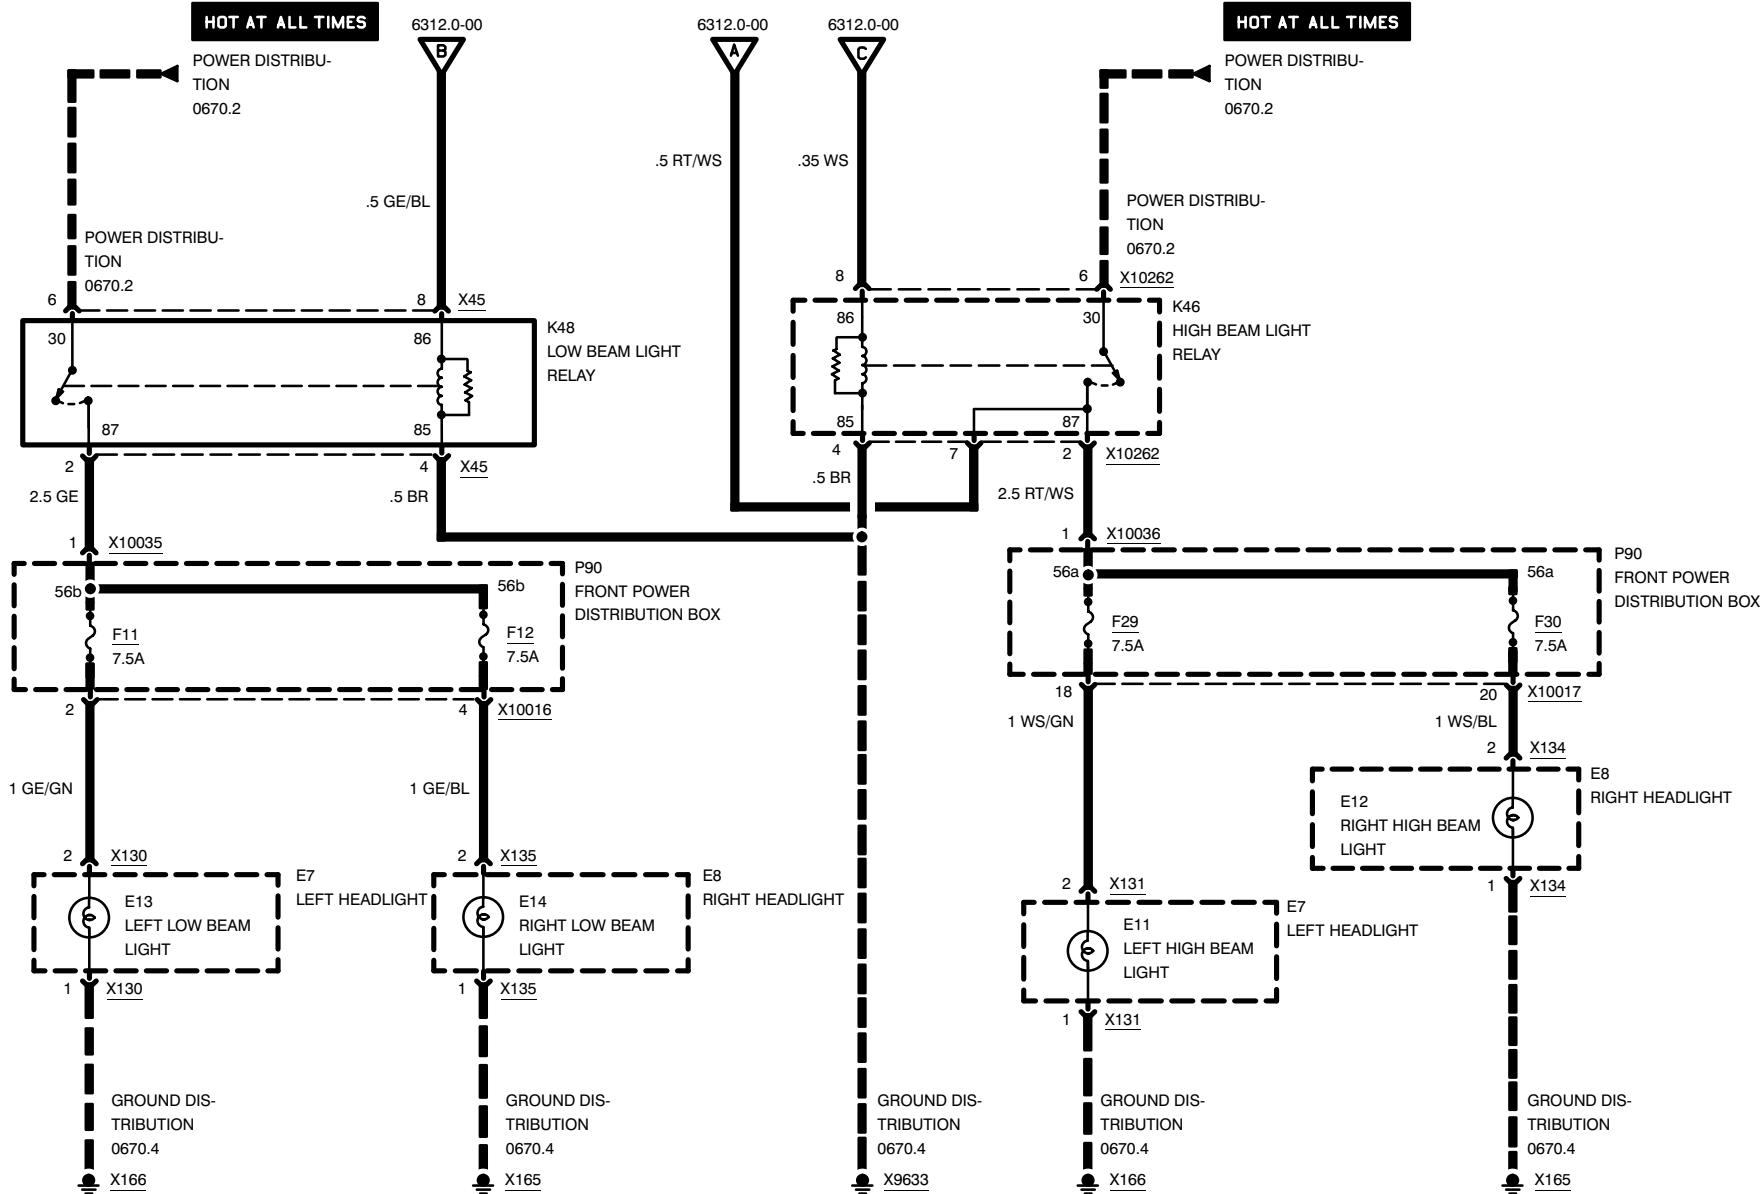 HOT AT ALL TIMES
6312.0-00
6312.0-00
6312.0-00
HOT AT ALL TIMES
B
A
C
POWER DISTRIBU-
TION
0670.2
POWER DISTRIBU-
TION
0670.2
.5 GE/BL
.5 RT/WS
.35 WS
POWER DISTRIBU-
TION
0670.2
POWER DISTRIBU-
TION
0670.2
6
8
X45
8
6
X10262
30
86
K48
LOW BEAM LIGHT
RELAY
87
85
86
30
K46
HIGH BEAM LIGHT
RELAY
85
87
2
4
X45
4
7
2
X10262
2.5 GE
.5 BR
.5 BR
2.5 RT/WS
1
X10035
1
X10036
56b
56b
P90
FRONT POWER
DISTRIBUTION BOX
F11
7.5A
F12
7.5A
56a
56a
P90
FRONT POWER
DISTRIBUTION BOX
F29
7.5A
F30
7.5A
2
4
X10016
18
20
X10017
1 GE/GN
1 GE/BL
1 WS/GN
1 WS/BL
2
X134
E8
RIGHT HEADLIGHT
E12
RIGHT HIGH BEAM
LIGHT
1
X134
2
X130
2
X135
2
X131
E7
LEFT HEADLIGHT
E13
LEFT LOW BEAM
LIGHT
E8
RIGHT HEADLIGHT
E14
RIGHT LOW BEAM
LIGHT
E7
LEFT HEADLIGHT
E11
LEFT HIGH BEAM
LIGHT
1
X130
1
X135
1
X131
GROUND DIS-
TRIBUTION
0670.4
GROUND DIS-
TRIBUTION
0670.4
GROUND DIS-
TRIBUTION
0670.4
GROUND DIS-
TRIBUTION
0670.4
GROUND DIS-
TRIBUTION
0670.4
X166
X165
X9633
X166
X165